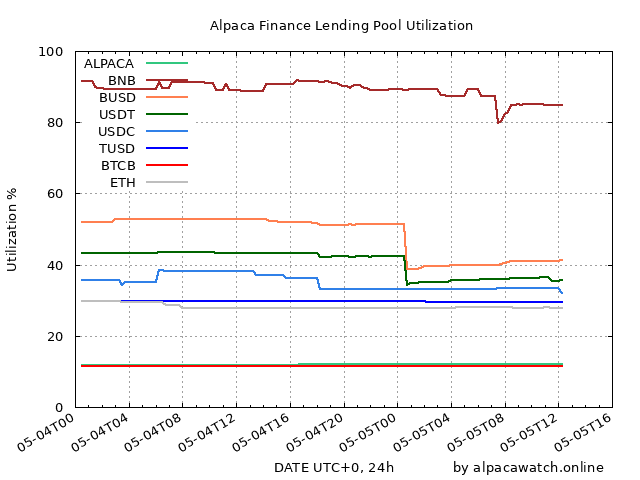 Alpaca Finance Lending Pool Utilization
100
80
60
40
20
0
Utilization %
ALPACA
BNB
BUSD
USDT
USDC
TUSD
BTCB
ETH
05-04T00
05-04T04
05-04T08
05-04T12
05-04T16
05-04T20
05-05T00
05-05T04
05-05T08
05-05T12
05-05T16
DATE UTC+0, 24h
by alpacawatch.online